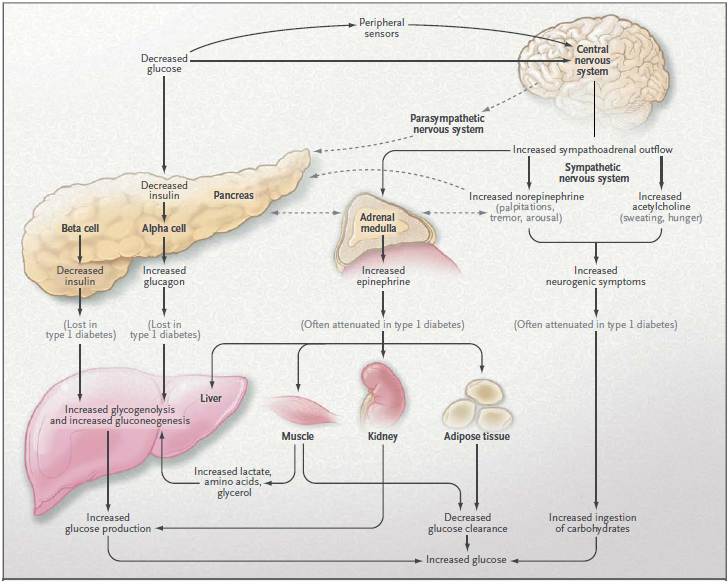 Peripheral
sensors
Decreased
glucose
Central
nervous
system
Parasympathetic
nervous system
Increased sympathoadrenal outflow
Sympathetic
nervous system
Decreased
insulin
Pancreas
Beta cell
Alpha cell
Adrenal
medulla
Increased norepinephrine
(palpitations,
tremor, arousal)
Increased
acetylcholine
(sweating, hunger)
Decreased
insulin
Increased
glucagon
Increased
epinephrine
Increased
neurogenic symptoms
(Lost in
type 1 diabetes)
(Lost in
type 1 diabetes)
(Often attenuated in type 1 diabetes)
(Often attenuated in type 1 diabetes)
Liver
Increased glycogenolysis
and increased gluconeogenesis
Muscle
Kidney
Adipose tissue
Increased lactate,
amino acids,
glycerol
Increased
glucose production
Decreased
glucose clearance
Increased ingestion
of carbohydrates
Increased glucose